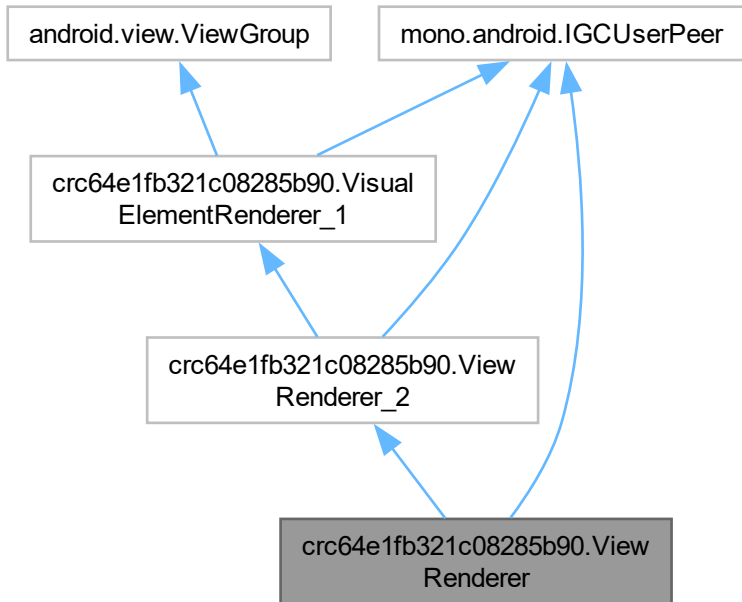 android.view.ViewGroup
mono.android.IGCUserPeer
crc64e1fb321c08285b90.Visual
ElementRenderer_1
crc64e1fb321c08285b90.View
Renderer_2
crc64e1fb321c08285b90.View
Renderer